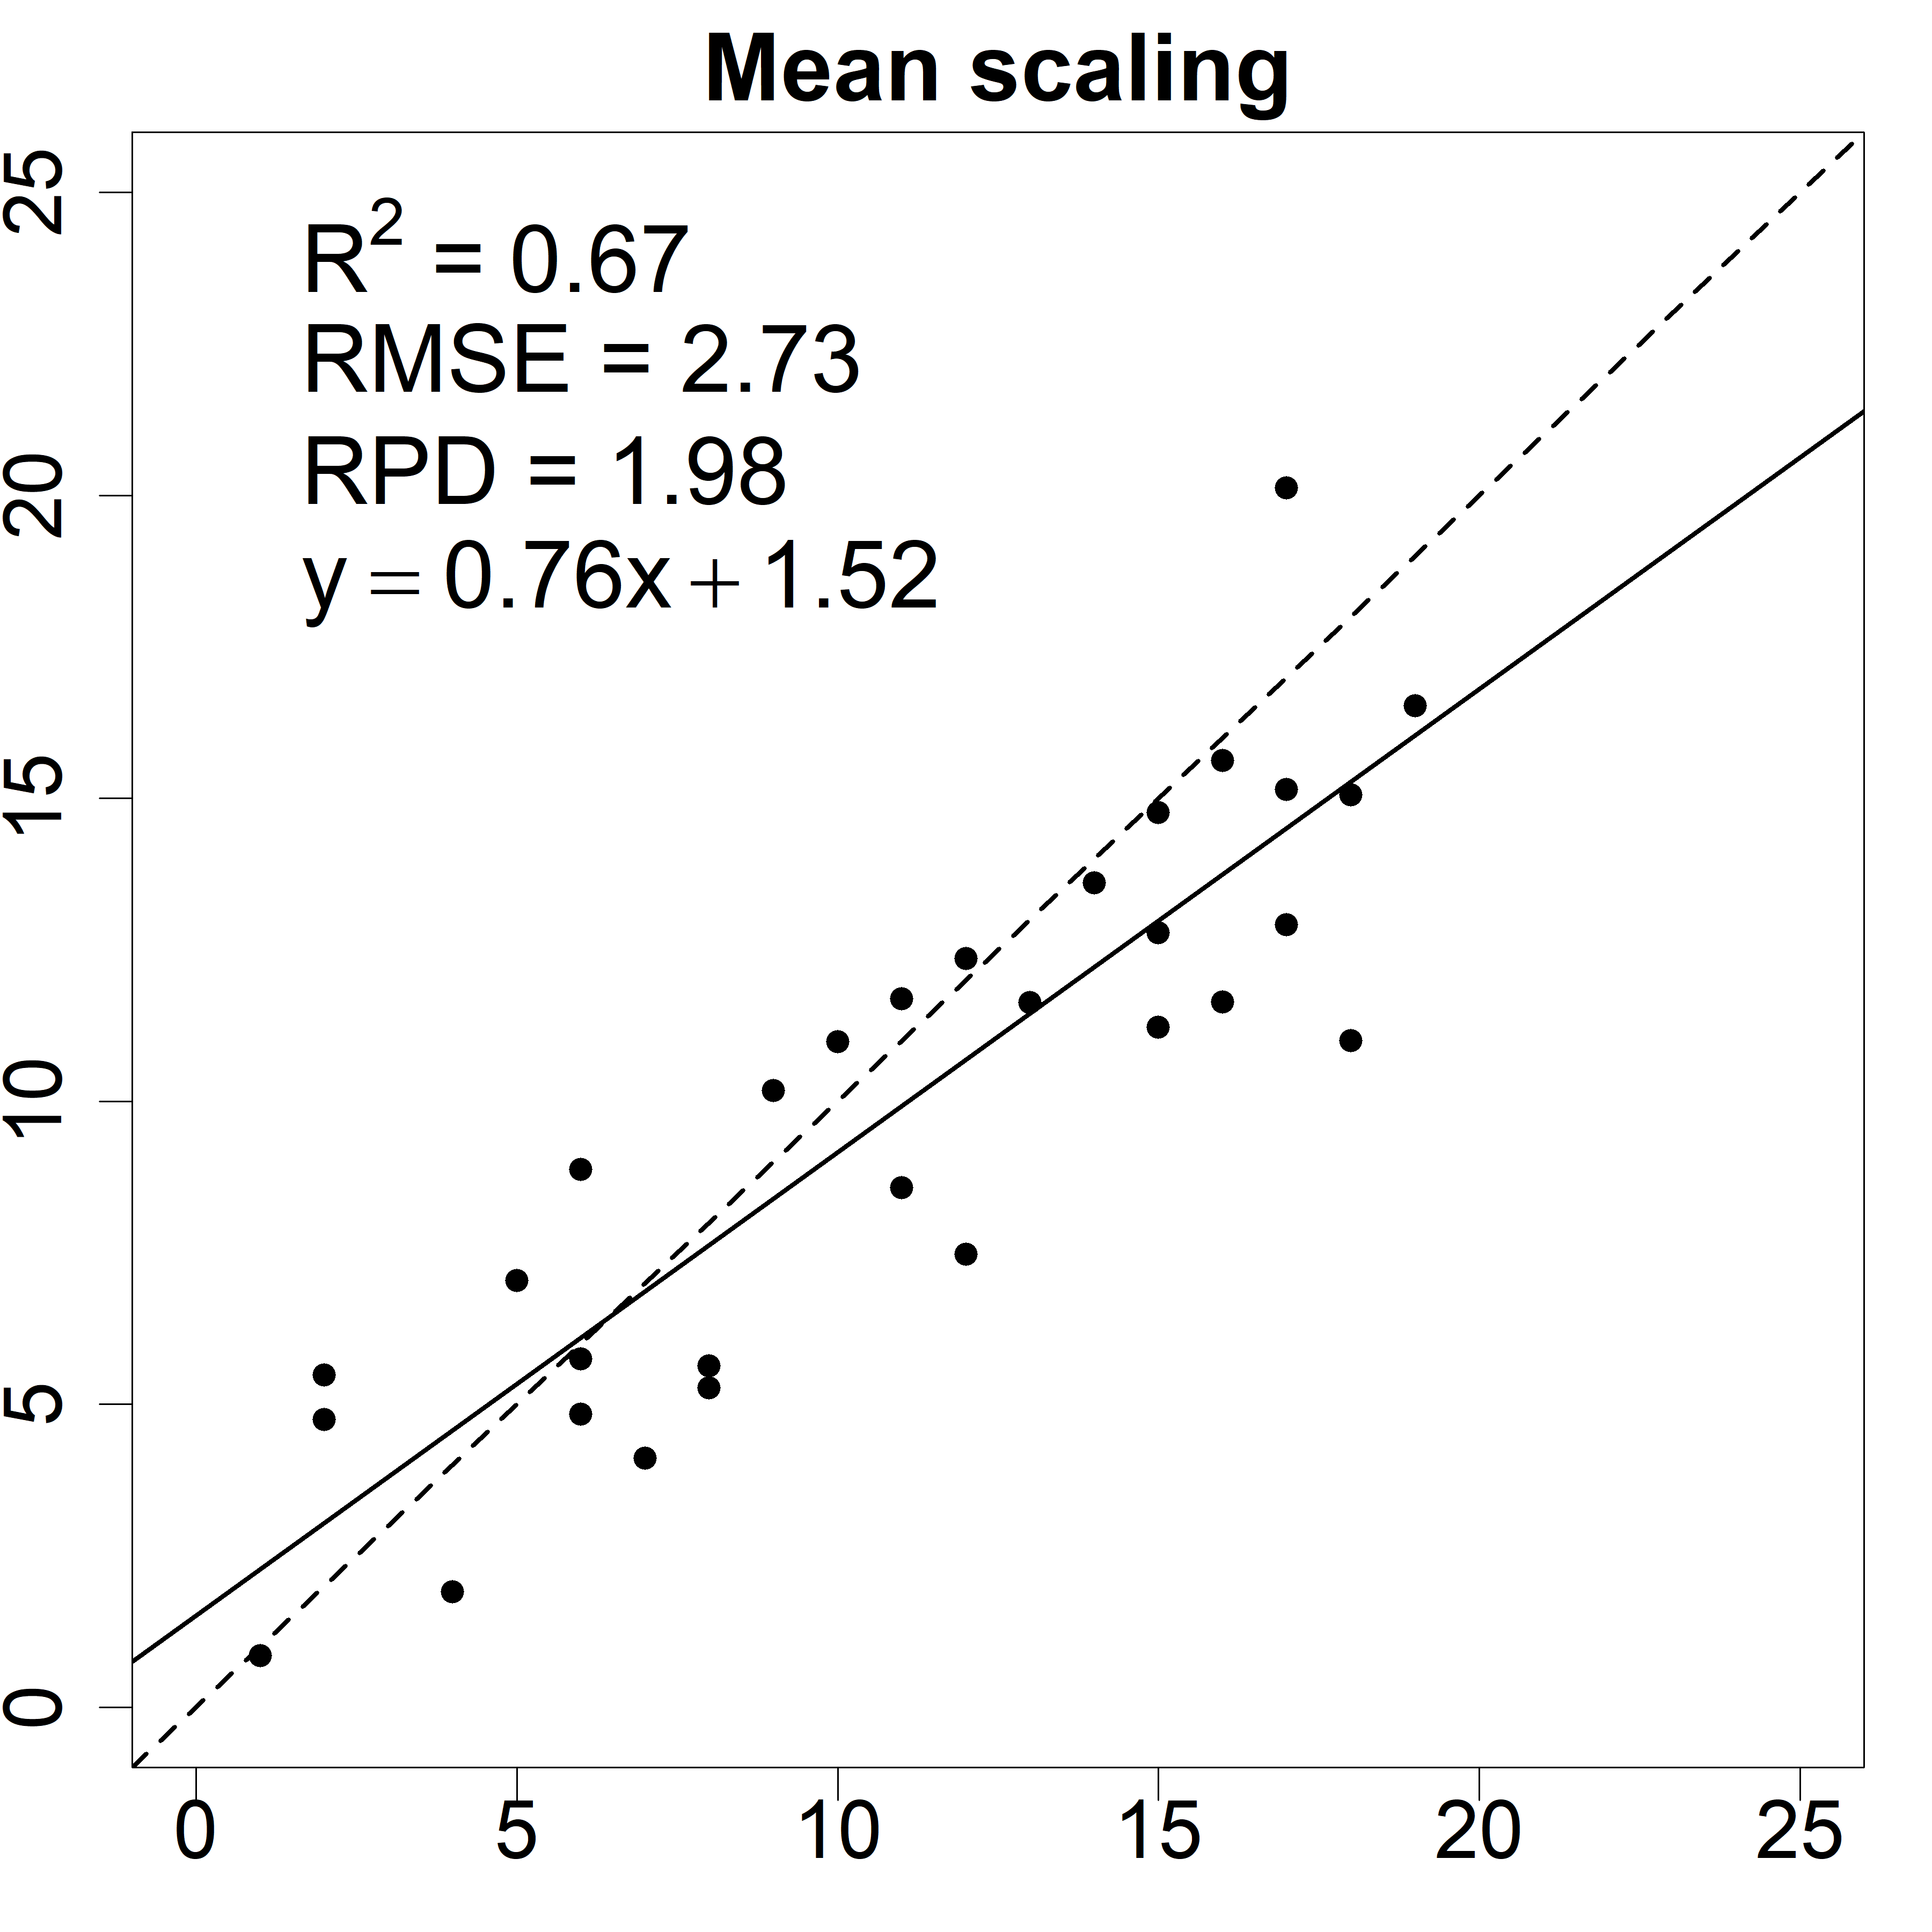 Mean scaling
R² = 0.67
RMSE = 2.73
RPD = 1.98
y = 0.76x + 1.52
25
20
15
10
5
0
0 5 10 15 20 25